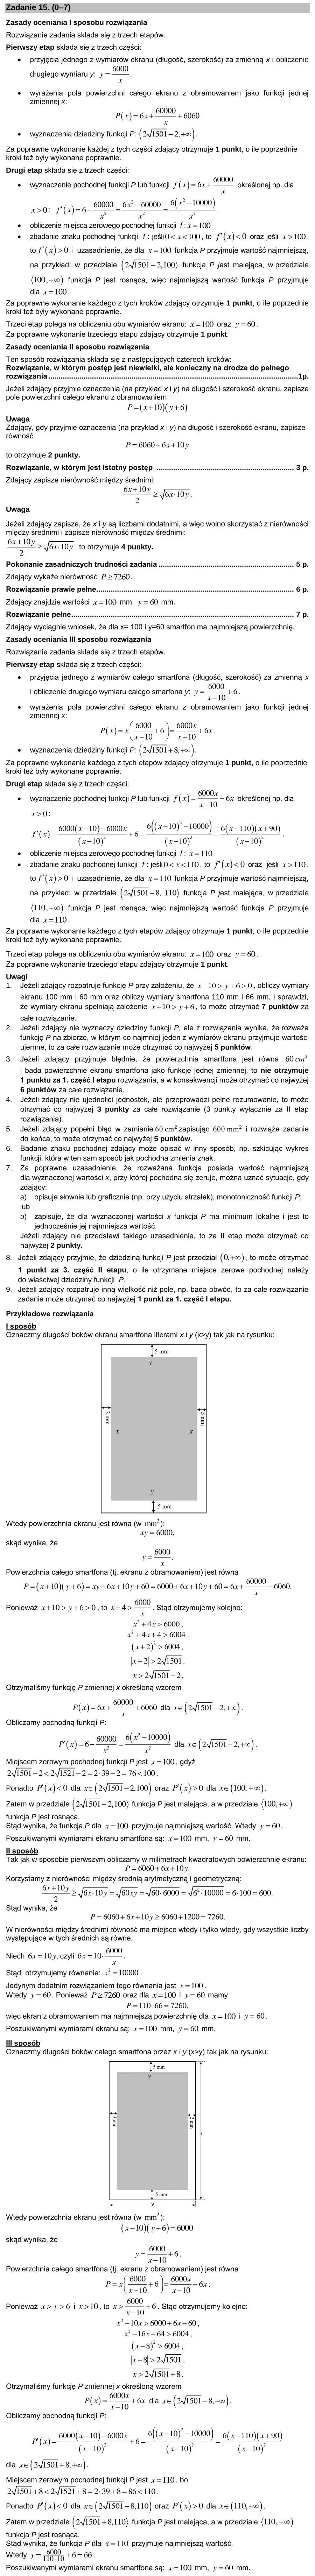 Zadanie 15. (0–7)
Zasady oceniania I sposobu rozwiązania
Rozwiązanie zadania składa się z trzech etapów.
Pierwszy etap składa się z trzech części:
• przyjęcia jednego z wymiarów ekranu (długość, szerokość) za zmienną x i obliczenie
drugiego wymiaru y: y = 6000/x.
• wyrażenia pola powierzchni całego ekranu z obramowaniem jako funkcji jednej
zmiennej x:
P(x) = 6x + 60000/x + 6060
• wyznaczenia dziedziny funkcji P: (2√1501 − 2, +∞).
Za poprawne wykonanie każdej z tych części zdający otrzymuje 1 punkt, o ile poprzednie
kroki też były wykonane poprawnie.
Drugi etap składa się z trzech części:
• wyznaczenie pochodnej funkcji P lub funkcji f(x) = 6x + 60000/x określonej np. dla
x > 0: f′(x) = 6 − 60000/x² = (6x² − 60000)/x² = 6(x² − 10000)/x².
• obliczenie miejsca zerowego pochodnej funkcji f: x = 100
• zbadanie znaku pochodnej funkcji f: jeśli 0 < x < 100, to f′(x) < 0 oraz jeśli x > 100,
to f′(x) > 0 i uzasadnienie, że dla x = 100 funkcja P przyjmuje wartość najmniejszą,
na przykład: w przedziale (2√1501 − 2, 100⟩ funkcja P jest malejąca, w przedziale
⟨100, +∞) funkcja P jest rosnąca, więc najmniejszą wartość funkcja P przyjmuje
dla x = 100.
Za poprawne wykonanie każdego z tych kroków zdający otrzymuje 1 punkt, o ile poprzednie
kroki też były wykonane poprawnie.
Trzeci etap polega na obliczeniu obu wymiarów ekranu: x = 100 oraz y = 60.
Za poprawne wykonanie trzeciego etapu zdający otrzymuje 1 punkt.
Zasady oceniania II sposobu rozwiązania
Ten sposób rozwiązania składa się z następujących czterech kroków:
Rozwiązanie, w którym postęp jest niewielki, ale konieczny na drodze do pełnego
rozwiązania ........ 1p.
Jeżeli zdający przyjmie oznaczenia (na przykład x i y) na długość i szerokość ekranu, zapisze
pole powierzchni całego ekranu z obramowaniem
P = (x+10)(y+6)
Uwaga
Zdający, gdy przyjmie oznaczenia (na przykład x i y) na długość i szerokość ekranu, zapisze
równość
P = 6060 + 6x + 10y
to otrzymuje 2 punkty.
Rozwiązanie, w którym jest istotny postęp ........ 3 p.
Zdający zapisze nierówność między średnimi:
(6x+10y)/2 ≥ √(6x·10y).
Uwaga
Jeżeli zdający zapisze, że x i y są liczbami dodatnimi, a więc wolno skorzystać z nierówności
między średnimi i zapisze nierówność między średnimi:
(6x+10y)/2 ≥ √(6x·10y), to otrzymuje 4 punkty.
Pokonanie zasadniczych trudności zadania ........ 5 p.
Zdający wykaże nierówność P ≥ 7260.
Rozwiązanie prawie pełne ........ 6 p.
Zdający znajdzie wartości x = 100 mm, y = 60 mm.
Rozwiązanie pełne ........ 7 p.
Zdający wyciągnie wniosek, że dla x= 100 i y=60 smartfon ma najmniejszą powierzchnię.
Zasady oceniania III sposobu rozwiązania
Rozwiązanie zadania składa się z trzech etapów.
Pierwszy etap składa się z trzech części:
• przyjęcia jednego z wymiarów całego smartfona (długość, szerokość) za zmienną x
i obliczenie drugiego wymiaru całego smartfona y: y = 6000/(x−10) + 6.
• wyrażenia pola powierzchni całego ekranu z obramowaniem jako funkcji jednej
zmiennej x:
P(x) = x(6000/(x−10) + 6) = 6000x/(x−10) + 6x.
• wyznaczenia dziedziny funkcji P: (2√1501 + 8, +∞).
Za poprawne wykonanie każdego z tych etapów zdający otrzymuje 1 punkt, o ile poprzednie
kroki też były wykonane poprawnie.
Drugi etap składa się z trzech części:
• wyznaczenie pochodnej funkcji P lub funkcji f(x) = 6000x/(x−10) + 6x określonej np. dla
x > 0:
f′(x) = (6000(x−10) − 6000x)/(x−10)² + 6 = 6((x−10)² − 10000)/(x−10)² = 6(x−110)(x+90)/(x−10)².
• obliczenie miejsca zerowego pochodnej funkcji f: x = 110
• zbadanie znaku pochodnej funkcji f: jeśli 0 < x < 110, to f′(x) < 0 oraz jeśli x > 110,
to f′(x) > 0 i uzasadnienie, że dla x = 110 funkcja P przyjmuje wartość najmniejszą,
na przykład: w przedziale (2√1501 + 8, 110⟩ funkcja P jest malejąca, w przedziale
⟨110, +∞) funkcja P jest rosnąca, więc najmniejszą wartość funkcja P przyjmuje
dla x = 110.
Za poprawne wykonanie każdego z tych etapów zdający otrzymuje 1 punkt, o ile poprzednie
kroki też były wykonane poprawnie.
Trzeci etap polega na obliczeniu obu wymiarów ekranu: x = 100 oraz y = 60.
Za poprawne wykonanie trzeciego etapu zdający otrzymuje 1 punkt.
Uwagi
1. Jeżeli zdający rozpatruje funkcję P przy założeniu, że x + 10 > y + 6 > 0, obliczy wymiary
ekranu 100 mm i 60 mm oraz obliczy wymiary smartfona 110 mm i 66 mm, i sprawdzi,
że wymiary ekranu spełniają założenie x + 10 > y + 6, to może otrzymać 7 punktów za
całe rozwiązanie.
2. Jeżeli zdający nie wyznaczy dziedziny funkcji P, ale z rozwiązania wynika, że rozważa
funkcję P na zbiorze, w którym co najmniej jeden z wymiarów ekranu przyjmuje wartości
ujemne, to za całe rozwiązanie może otrzymać co najwyżej 5 punktów.
3. Jeżeli zdający przyjmuje błędnie, że powierzchnia smartfona jest równa 60 cm²
i bada powierzchnię ekranu smartfona jako funkcję jednej zmiennej, to nie otrzymuje
1 punktu za 1. część I etapu rozwiązania, a w konsekwencji może otrzymać co najwyżej
6 punktów za całe rozwiązanie.
4. Jeżeli zdający nie ujednolici jednostek, ale przeprowadzi pełne rozumowanie, to może
otrzymać co najwyżej 3 punkty za całe rozwiązanie (3 punkty wyłącznie za II etap
rozwiązania).
5. Jeżeli zdający popełni błąd w zamianie 60 cm² zapisując 600 mm² i rozwiąże zadanie
do końca, to może otrzymać co najwyżej 5 punktów.
6. Badanie znaku pochodnej zdający może opisać w inny sposób, np. szkicując wykres
funkcji, która w ten sam sposób jak pochodna zmienia znak.
7. Za poprawne uzasadnienie, że rozważana funkcja posiada wartość najmniejszą
dla wyznaczonej wartości x, przy której pochodna się zeruje, można uznać sytuacje, gdy
zdający:
a) opisuje słownie lub graficznie (np. przy użyciu strzałek), monotoniczność funkcji P;
lub
b) zapisuje, że dla wyznaczonej wartości x funkcja P ma minimum lokalne i jest to
jednocześnie jej najmniejsza wartość.
Jeżeli zdający nie przedstawi takiego uzasadnienia, to za II etap może otrzymać co
najwyżej 2 punkty.
8. Jeżeli zdający przyjmie, że dziedziną funkcji P jest przedział (0, +∞), to może otrzymać
1 punkt za 3. część II etapu, o ile otrzymane miejsce zerowe pochodnej należy
do właściwej dziedziny funkcji P.
9. Jeżeli zdający rozpatruje inną wielkość niż pole, np. bada obwód, to za całe rozwiązanie
zadania może otrzymać co najwyżej 1 punkt za 1. część I etapu.
Przykładowe rozwiązania
I sposób
Oznaczmy długości boków ekranu smartfona literami x i y (x>y) tak jak na rysunku:
5 mm
y
3 mm
3 mm
x
x
y
5 mm
Wtedy powierzchnia ekranu jest równa (w mm²):
xy = 6000,
skąd wynika, że
y = 6000/x.
Powierzchnia całego smartfona (tj. ekranu z obramowaniem) jest równa
P = (x+10)(y+6) = xy + 6x + 10y + 60 = 6000 + 6x + 10y + 60 = 6x + 60000/x + 6060.
Ponieważ x + 10 > y + 6 > 0, to x + 4 > 6000/x. Stąd otrzymujemy kolejno:
x² + 4x > 6000,
x² + 4x + 4 > 6004,
(x+2)² > 6004,
|x+2| > 2√1501,
x > 2√1501 − 2.
Otrzymaliśmy funkcję P zmiennej x określoną wzorem
P(x) = 6x + 60000/x + 6060 dla x∈(2√1501 − 2, +∞).
Obliczamy pochodną funkcji P:
P′(x) = 6 − 60000/x² = 6(x² − 10000)/x² dla x∈(2√1501 − 2, +∞).
Miejscem zerowym pochodnej funkcji P jest x = 100, gdyż
2√1501 − 2 < 2√1521 − 2 = 2·39 − 2 = 76 < 100.
Ponadto P′(x) < 0 dla x∈(2√1501 − 2, 100) oraz P′(x) > 0 dla x∈(100, +∞).
Zatem w przedziale (2√1501 − 2, 100⟩ funkcja P jest malejąca, a w przedziale ⟨100, +∞)
funkcja P jest rosnąca.
Stąd wynika, że funkcja P dla x = 100 przyjmuje najmniejszą wartość. Wtedy y = 60.
Poszukiwanymi wymiarami ekranu smartfona są: x = 100 mm, y = 60 mm.
II sposób
Tak jak w sposobie pierwszym obliczamy w milimetrach kwadratowych powierzchnię ekranu:
P = 6060 + 6x + 10y.
Korzystamy z nierówności między średnią arytmetyczną i geometryczną:
(6x+10y)/2 ≥ √(6x·10y) = √(60xy) = √(60·6000) = √(6²·10000) = 6·100 = 600.
Stąd wynika, że
P = 6060 + 6x + 10y ≥ 6060 + 1200 = 7260.
W nierówności między średnimi równość ma miejsce wtedy i tylko wtedy, gdy wszystkie liczby
występujące w tych średnich są równe.
Niech 6x = 10y, czyli 6x = 10·6000/x.
Stąd otrzymujemy równanie: x² = 10000.
Jedynym dodatnim rozwiązaniem tego równania jest x = 100.
Wtedy y = 60. Ponieważ P ≥ 7260 oraz dla x = 100 i y = 60 mamy
P = 110·66 = 7260,
więc ekran z obramowaniem ma najmniejszą powierzchnię dla x = 100 i y = 60.
Poszukiwanymi wymiarami ekranu są: x = 100 mm, y = 60 mm.
III sposób
Oznaczmy długości boków całego smartfona przez x i y (x>y) tak jak na rysunku:
5 mm
y
3 mm
3 mm
x
5 mm
y
Wtedy powierzchnia ekranu jest równa (w mm²):
(x−10)(y−6) = 6000
skąd wynika, że
y = 6000/(x−10) + 6.
Powierzchnia całego smartfona (tj. ekranu z obramowaniem) jest równa
P = x(6000/(x−10) + 6) = 6000x/(x−10) + 6x.
Ponieważ x > y > 6 i x > 10, to x > 6000/(x−10) + 6. Stąd otrzymujemy kolejno:
x² − 10x > 6000 + 6x − 60,
x² − 16x + 64 > 6004,
(x−8)² > 6004,
|x−8| > 2√1501,
x > 2√1501 + 8.
Otrzymaliśmy funkcję P zmiennej x określoną wzorem
P(x) = 6000x/(x−10) + 6x dla x∈(2√1501 + 8, +∞).
Obliczamy pochodną funkcji P:
P′(x) = (6000(x−10) − 6000x)/(x−10)² + 6 = 6((x−10)² − 10000)/(x−10)² = 6(x−110)(x+90)/(x−10)²
dla x∈(2√1501 + 8, +∞).
Miejscem zerowym pochodnej funkcji P jest x = 110, bo
2√1501 + 8 < 2√1521 + 8 = 2·39 + 8 = 86 < 110.
Ponadto P′(x) < 0 dla x∈(2√1501 + 8, 110) oraz P′(x) > 0 dla x∈(110, +∞).
Zatem w przedziale (2√1501 + 8, 110⟩ funkcja P jest malejąca, a w przedziale ⟨110, +∞)
funkcja P jest rosnąca.
Stąd wynika, że funkcja P dla x = 110 przyjmuje najmniejszą wartość.
Wtedy y = 6000/(110−10) + 6 = 66.
Poszukiwanymi wymiarami ekranu smartfona są: x = 100 mm, y = 60 mm.